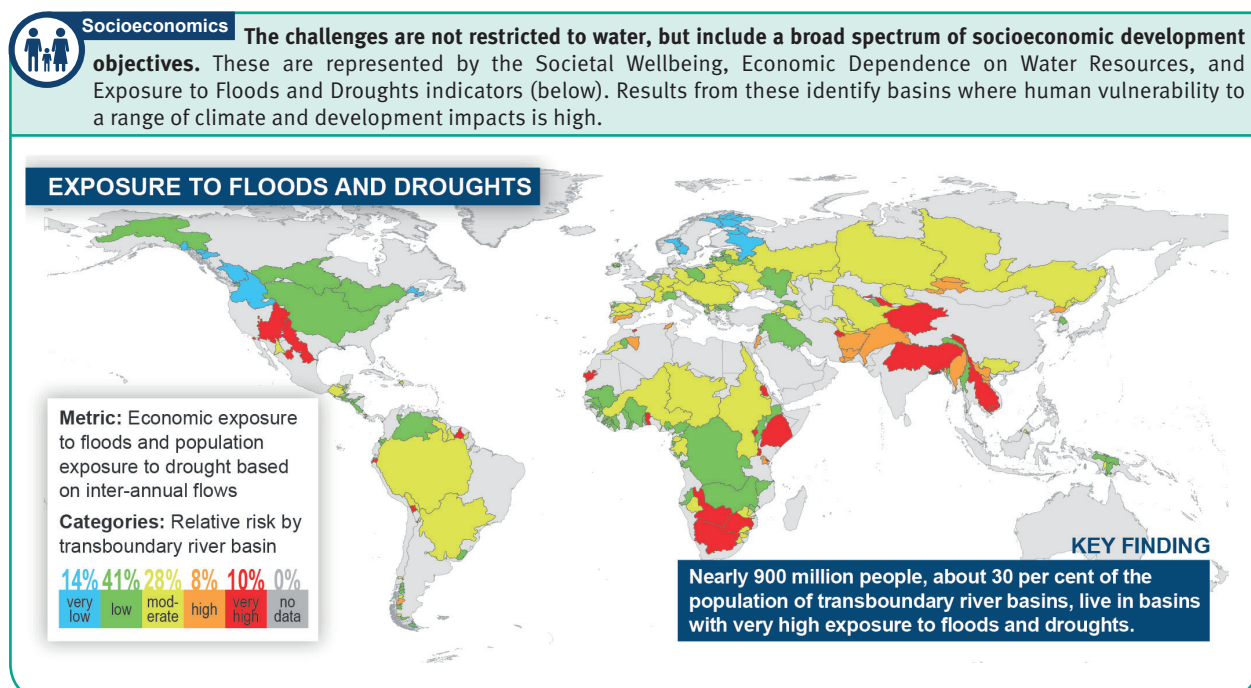 Socioeconomics
The challenges are not restricted to water, but include a broad spectrum of socioeconomic development
objectives. These are represented by the Societal Wellbeing, Economic Dependence on Water Resources, and
Exposure to Floods and Droughts indicators (below). Results from these identify basins where human vulnerability to
a range of climate and development impacts is high.
EXPOSURE TO FLOODS AND DROUGHTS
Metric: Economic exposure
to floods and population
exposure to drought based
on inter-annual flows
Categories: Relative risk by
transboundary river basin
14% 41% 28% 8% 10% 0%
very low
low
mod-
erate
high
very high
no data
KEY FINDING
Nearly 900 million people, about 30 per cent of the
population of transboundary river basins, live in basins
with very high exposure to floods and droughts.